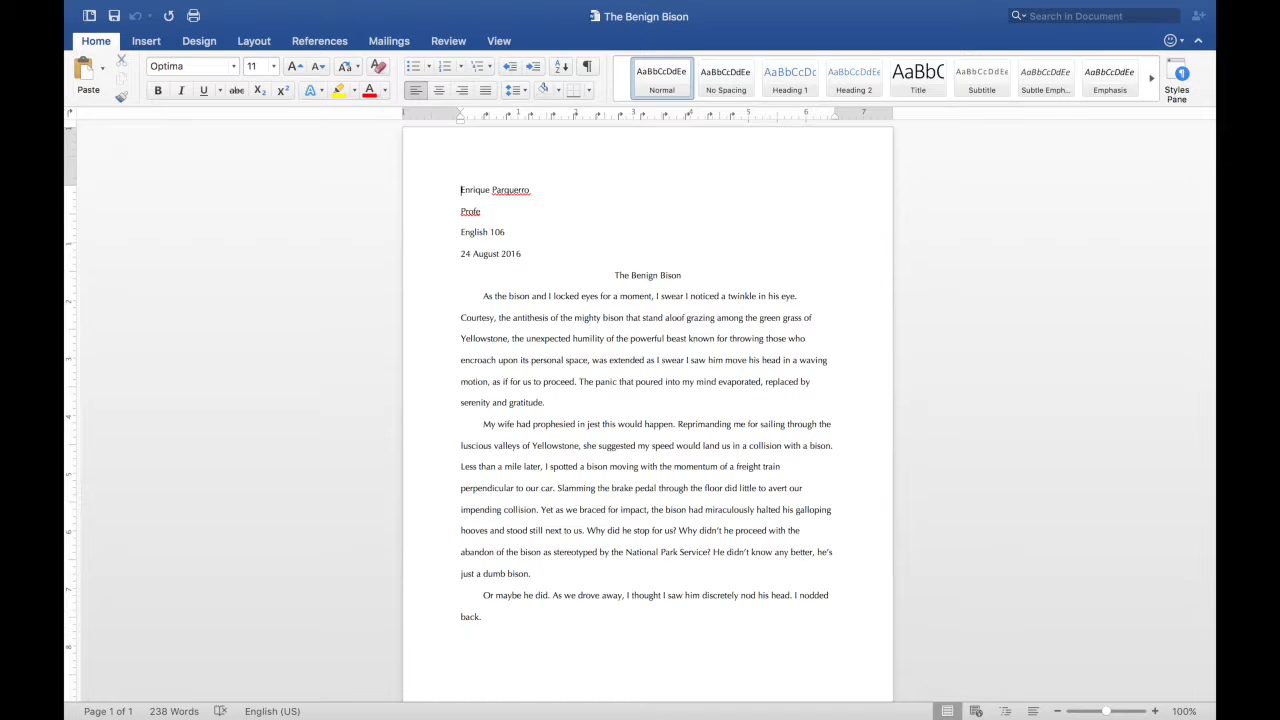 The Benign Bison
Search in Document
Home Insert Design Layout References Mailings Review View
Paste
Optima 11
AaBbCcDdEe AaBbCcDdEe AaBbCcDc AaBbCcDdEe AaBbC AaBbCcDdEe AaBbCcDdEe AaBbCcDdEe
Normal No Spacing Heading 1 Heading 2 Title Subtitle Subtle Emph... Emphasis Styles Pane
Enrique Parquerro
Profe
English 106
24 August 2016
The Benign Bison
As the bison and I locked eyes for a moment, I swear I noticed a twinkle in his eye.
Courtesy, the antithesis of the mighty bison that stand aloof grazing among the green grass of
Yellowstone, the unexpected humility of the powerful beast known for throwing those who
encroach upon its personal space, was extended as I swear I saw him move his head in a waving
motion, as if for us to proceed. The panic that poured into my mind evaporated, replaced by
serenity and gratitude.
My wife had prophesied in jest this would happen. Reprimanding me for sailing through the
luscious valleys of Yellowstone, she suggested my speed would land us in a collision with a bison.
Less than a mile later, I spotted a bison moving with the momentum of a freight train
perpendicular to our car. Slamming the brake pedal through the floor did little to avert our
impending collision. Yet as we braced for impact, the bison had miraculously halted his galloping
hooves and stood still next to us. Why did he stop for us? Why didn't he proceed with the
abandon of the bison as stereotyped by the National Park Service? He didn't know any better, he's
just a dumb bison.
Or maybe he did. As we drove away, I thought I saw him discretely nod his head. I nodded
back.
Page 1 of 1 238 Words English (US) 100%